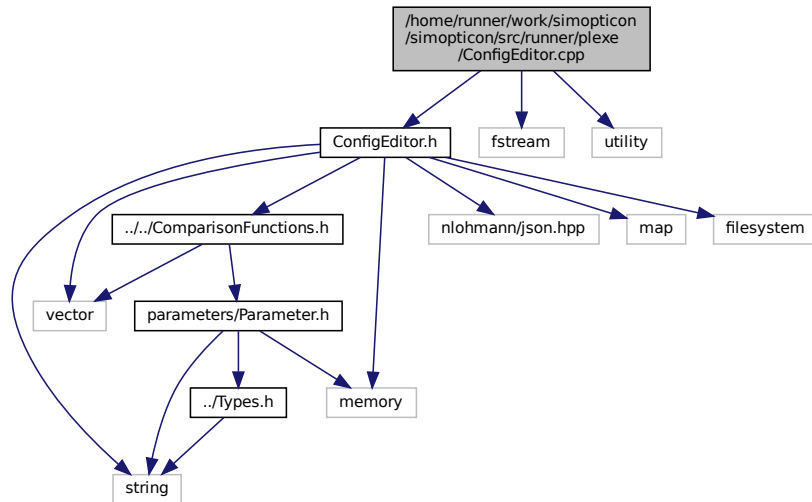 /home/runner/work/simopticon
/simopticon/src/runner/plexe
/ConfigEditor.cpp
ConfigEditor.h
fstream
utility
../../ComparisonFunctions.h
nlohmann/json.hpp
map
filesystem
vector
parameters/Parameter.h
../Types.h
memory
string